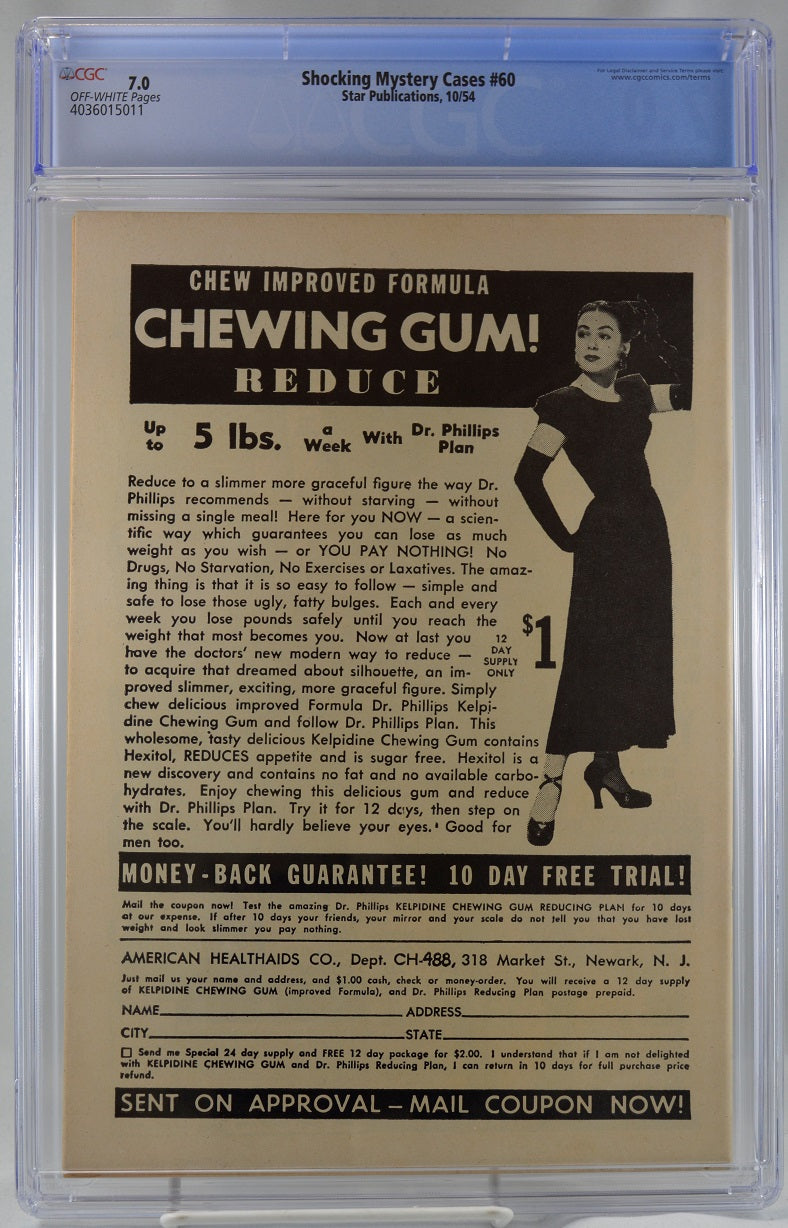 CGC
7.0
OFF-WHITE Pages
4036015011
Shocking Mystery Cases #60
Star Publications, 10/54
For Legal Disclaimer and Service Terms please visit:
www.cgccomics.com/terms
CGC
CHEW IMPROVED FORMULA
CHEWING GUM!
REDUCE
Up to 5 lbs. a Week With Dr. Phillips Plan
Reduce to a slimmer more graceful figure the way Dr.
Phillips recommends — without starving — without
missing a single meal! Here for you NOW — a scien-
tific way which guarantees you can lose as much
weight as you wish — or YOU PAY NOTHING! No
Drugs, No Starvation, No Exercises or Laxatives. The amaz-
ing thing is that it is so easy to follow — simple and
safe to lose those ugly, fatty bulges. Each and every
week you lose pounds safely until you reach the
weight that most becomes you. Now at last you
have the doctors' new modern way to reduce —
to acquire that dreamed about silhouette, an im-
proved slimmer, exciting, more graceful figure. Simply
chew delicious improved Formula Dr. Phillips Kelpi-
dine Chewing Gum and follow Dr. Phillips Plan. This
wholesome, tasty delicious Kelpidine Chewing Gum contains
Hexitol, REDUCES appetite and is sugar free. Hexitol is a
new discovery and contains no fat and no available carbo-
hydrates. Enjoy chewing this delicious gum and reduce
with Dr. Phillips Plan. Try it for 12 days, then step on
the scale. You'll hardly believe your eyes. Good for
men too.
12
DAY
SUPPLY
ONLY
$1
MONEY-BACK GUARANTEE! 10 DAY FREE TRIAL!
Mail the coupon now! Test the amazing Dr. Phillips KELPIDINE CHEWING GUM REDUCING PLAN for 10 days
at our expense. If after 10 days your friends, your mirror and your scale do not tell you that you have lost
weight and look slimmer you pay nothing.
AMERICAN HEALTHAIDS CO., Dept. CH-488, 318 Market St., Newark, N. J.
Just mail us your name and address, and $1.00 cash, check or money-order. You will receive a 12 day supply
of KELPIDINE CHEWING GUM (improved Formula), and Dr. Phillips Reducing Plan postage prepaid.
NAME ADDRESS
CITY STATE
Send me Special 24 day supply and FREE 12 day package for $2.00. I understand that if I am not delighted
with KELPIDINE CHEWING GUM and Dr. Phillips Reducing Plan, I can return in 10 days for full purchase price
refund.
SENT ON APPROVAL — MAIL COUPON NOW!